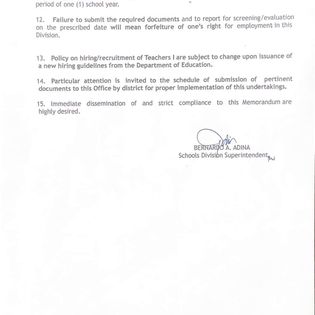 period of one (1) school year.
12. Failure to submit the required documents and to report for screening/evaluation
on the prescribed date will mean forfeiture of one's right for employment in this
Division.
13. Policy on hiring/recruitment of Teachers I are subject to change upon issuance of
a new hiring guidelines from the Department of Education.
14. Particular attention is invited to the schedule of submission of pertinent
documents to this Office by district for proper implementation of this undertakings.
15. Immediate dissemination of and strict compliance to this Memorandum are
highly desired.
BERNARDO A. ADINA
Schools Division Superintendent